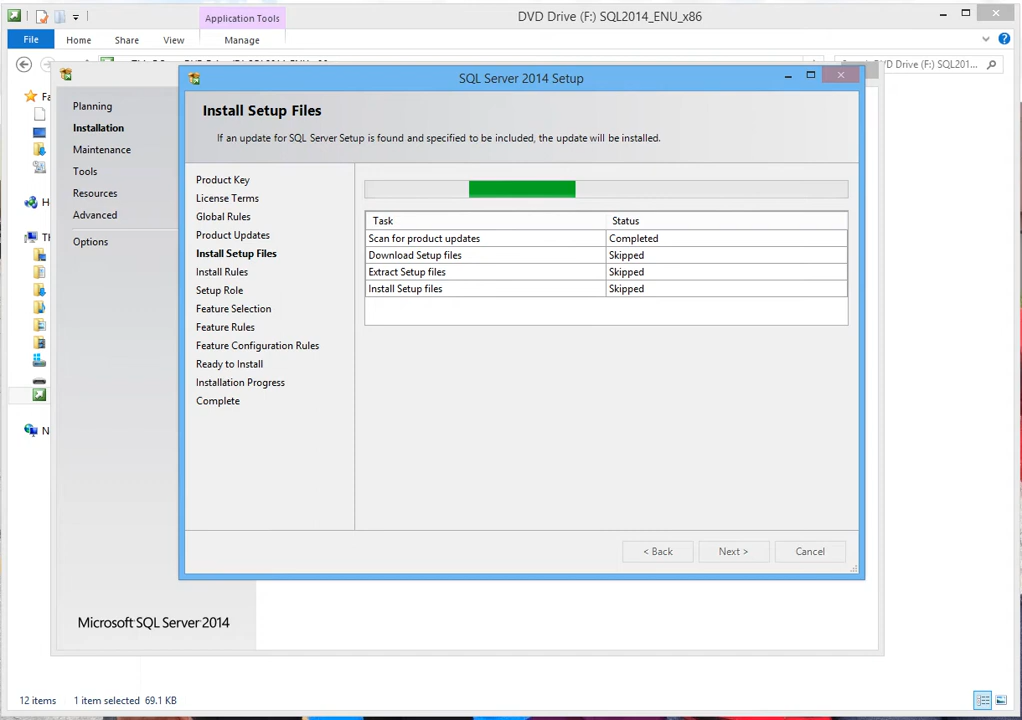 Application Tools
DVD Drive (F:) SQL2014_ENU_x86
File
Home
Share
View
Manage
VD Drive (F:) SQL201...
Fa
H
N
Planning
Installation
Maintenance
Tools
Resources
Advanced
Options
Microsoft SQL Server 2014
SQL Server 2014 Setup
Install Setup Files
If an update for SQL Server Setup is found and specified to be included, the update will be installed.
Product Key
License Terms
Global Rules
Product Updates
Install Setup Files
Install Rules
Setup Role
Feature Selection
Feature Rules
Feature Configuration Rules
Ready to Install
Installation Progress
Complete
Task Status
Scan for product updates Completed
Download Setup files Skipped
Extract Setup files Skipped
Install Setup files Skipped
< Back
Next >
Cancel
12 items
1 item selected 69.1 KB